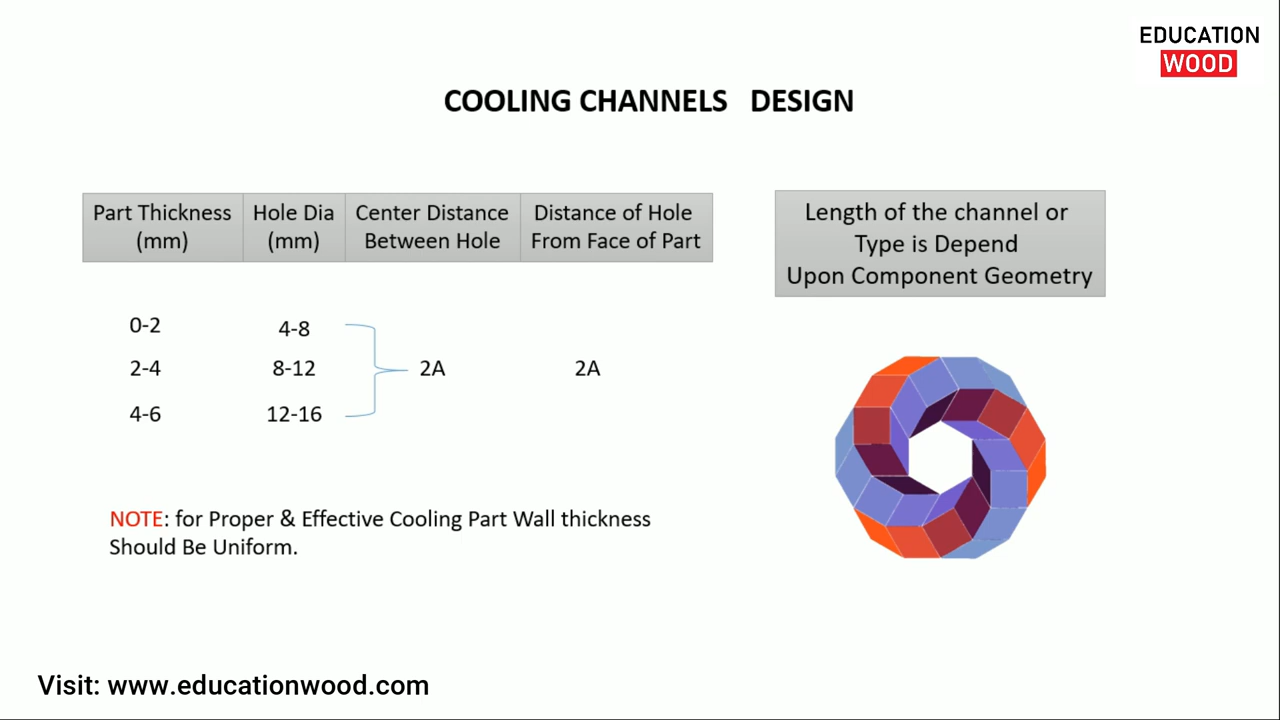 EDUCATION
WOOD
COOLING CHANNELS DESIGN
Part Thickness
(mm)
Hole Dia
(mm)
Center Distance
Between Hole
Distance of Hole
From Face of Part
Length of the channel or
Type is Depend
Upon Component Geometry
0-2 4-8
2-4 8-12 2A 2A
4-6 12-16
NOTE: for Proper & Effective Cooling Part Wall thickness
Should Be Uniform.
Visit: www.educationwood.com